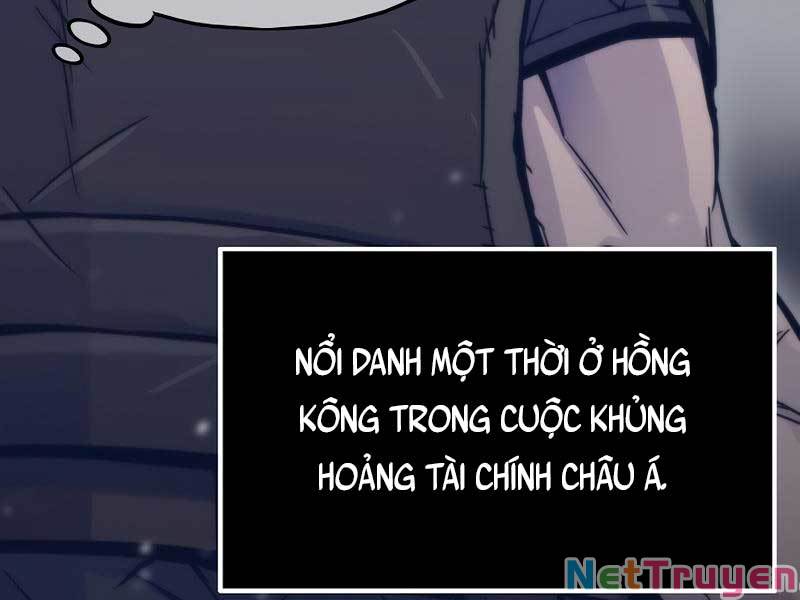 NỔI DANH MỘT THỜI Ở HỒNG
KÔNG TRONG CUỘC KHỦNG
HOẢNG TÀI CHÍNH CHÂU Á.
NetTruyen